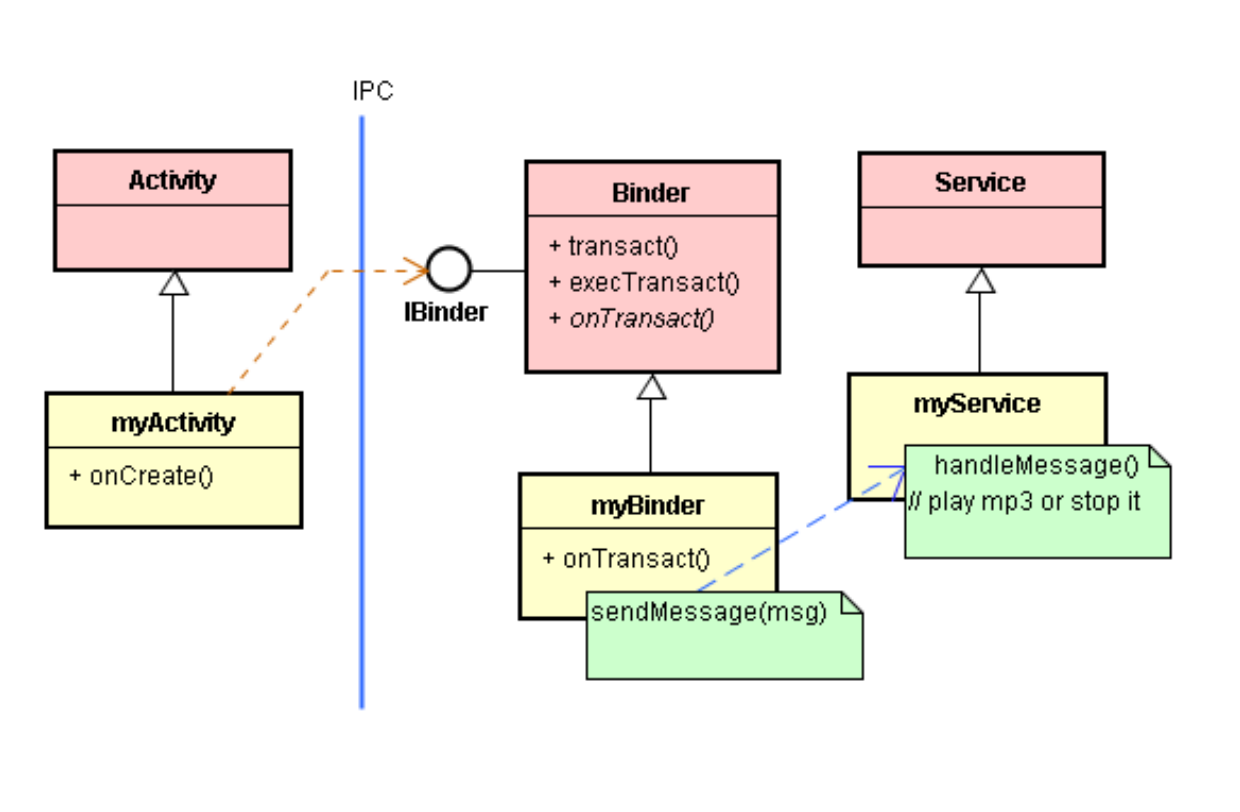 IPC
Activity
myActivity
+ onCreate()
IBinder
Binder
+ transact()
+ execTransact()
+ onTransact()
myBinder
+ onTransact()
sendMessage(msg)
Service
myService
handleMessage()
// play mp3 or stop it